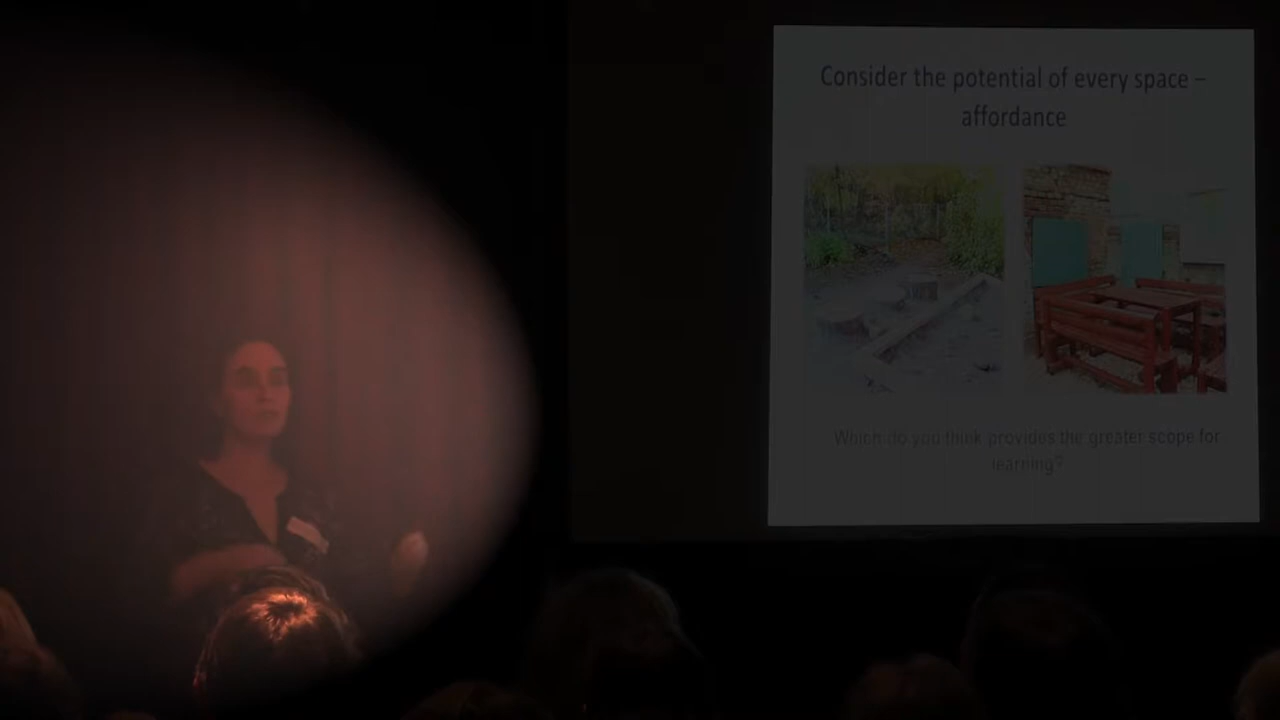 Consider the potential of every space –
affordance
Which do you think provides the greater scope for
learning?